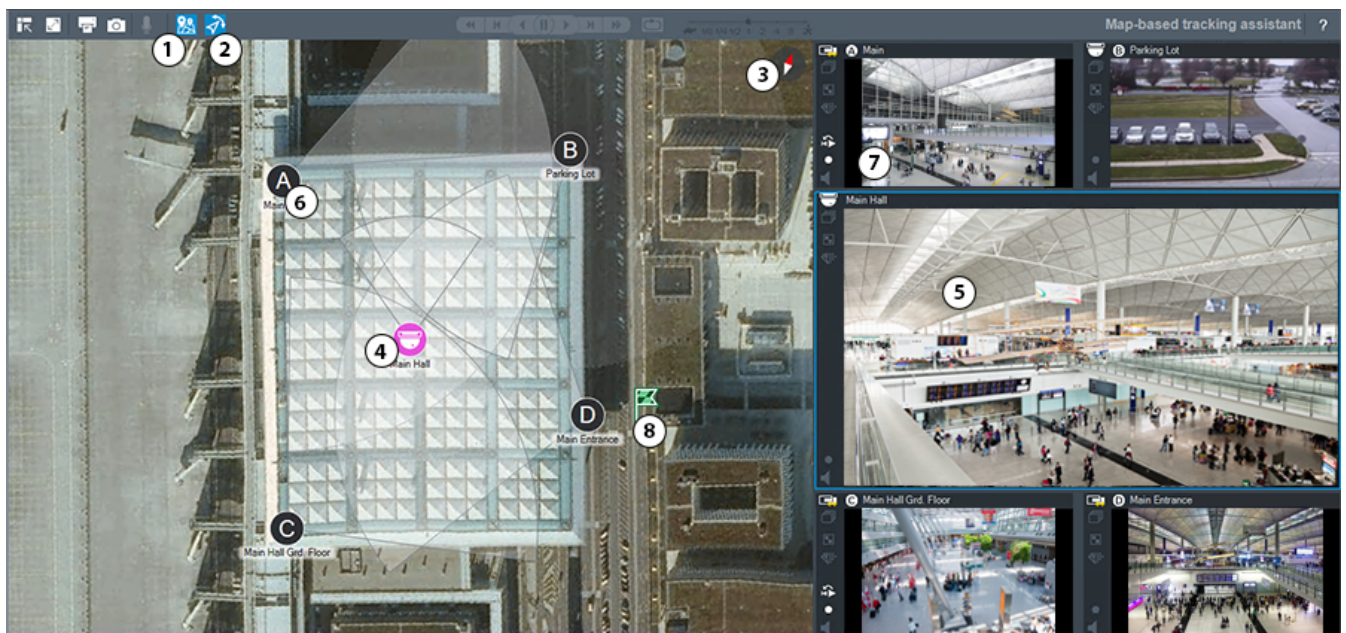 Map-based tracking assistant ?
1
2
3
A Main
B Parking Lot
7
A
Main
6
B
Parking Lot
Main Hall
5
4
Main Hall
D
Main Entrance
8
C
Main Hall Grd. Floor
C Main Hall Grd. Floor
D Main Entrance